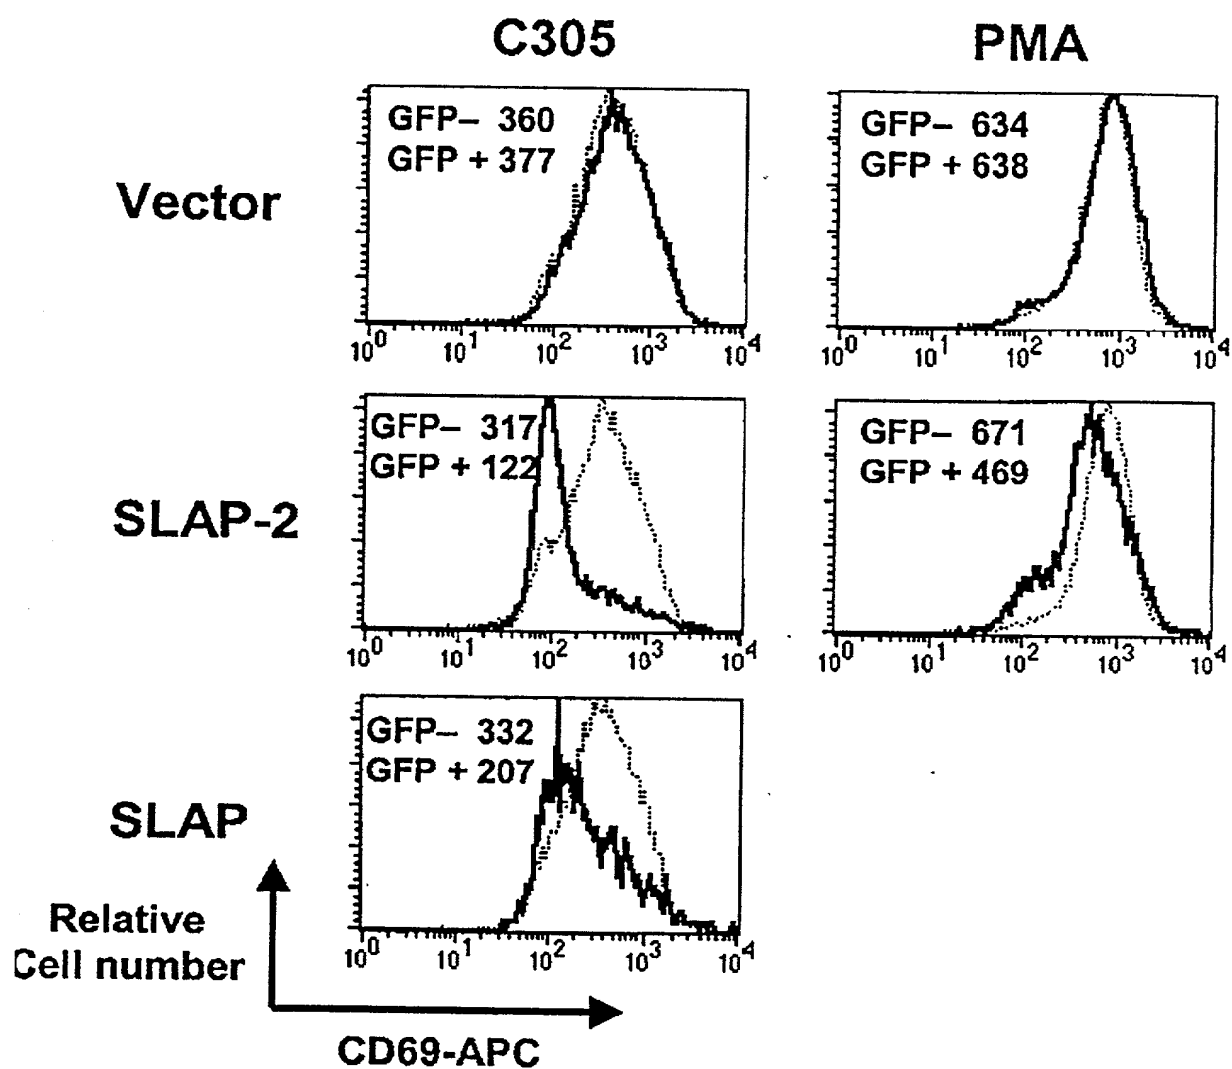 C305
PMA
Vector
GFP– 360
GFP + 377
10^0 10^1 10^2 10^3 10^4
GFP– 634
GFP + 638
10^0 10^1 10^2 10^3 10^4
SLAP-2
GFP– 317
GFP + 122
10^0 10^1 10^2 10^3 10^4
GFP– 671
GFP + 469
10^0 10^1 10^2 10^3 10^4
SLAP
GFP– 332
GFP + 207
10^0 10^1 10^2 10^3 10^4
Relative
Cell number
CD69-APC